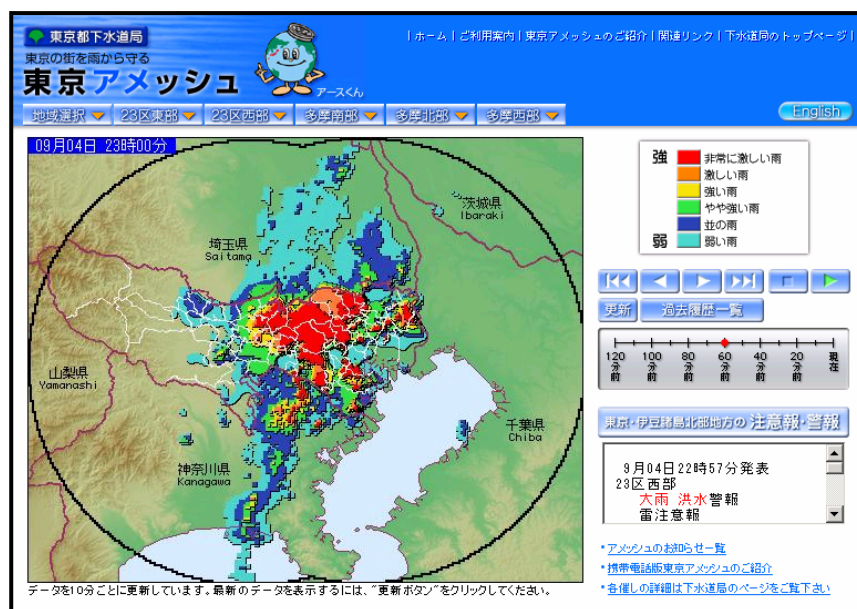 東京都下水道局
東京の街を雨から守る
東京アメッシュ
アースくん
|ホーム|ご利用案内|東京アメッシュのご紹介|関連リンク|下水道局のトップページ|
地域選択 23区東部 23区西部 多摩南部 多摩北部 多摩西部
English
09月04日 23時00分
茨城県
Ibaraki
埼玉県
Saitama
山梨県
Yamanashi
千葉県
Chiba
神奈川県
Kanagawa
データを10分ごとに更新しています。最新のデータを表示するには、"更新ボタン"をクリックしてください。
強 非常に激しい雨
激しい雨
強い雨
やや強い雨
並の雨
弱 弱い雨
更新 過去履歴一覧
120分前 100分前 80分前 60分前 40分前 20分前 現在
東京・伊豆諸島北部地方の 注意報・警報
9月04日22時57分発表
23区西部
大雨 洪水警報
雷注意報
・アメッシュのお知らせ一覧
・携帯電話版東京アメッシュのご紹介
・各催しの詳細は下水道局のページをご覧下さい